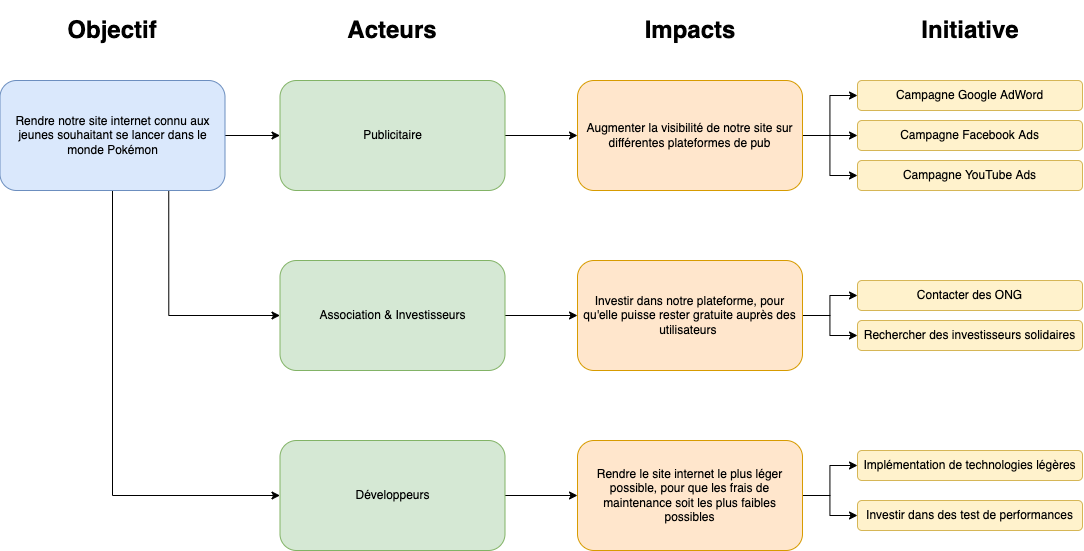 Objectif
Acteurs
Impacts
Initiative
Rendre notre site internet connu aux
jeunes souhaitant se lancer dans le
monde Pokémon
Publicitaire
Augmenter la visibilité de notre site sur
différentes plateformes de pub
Campagne Google AdWord
Campagne Facebook Ads
Campagne YouTube Ads
Association & Investisseurs
Investir dans notre plateforme, pour
qu'elle puisse rester gratuite auprès des
utilisateurs
Contacter des ONG
Rechercher des investisseurs solidaires
Développeurs
Rendre le site internet le plus léger
possible, pour que les frais de
maintenance soit les plus faibles
possibles
Implémentation de technologies légères
Investir dans des test de performances